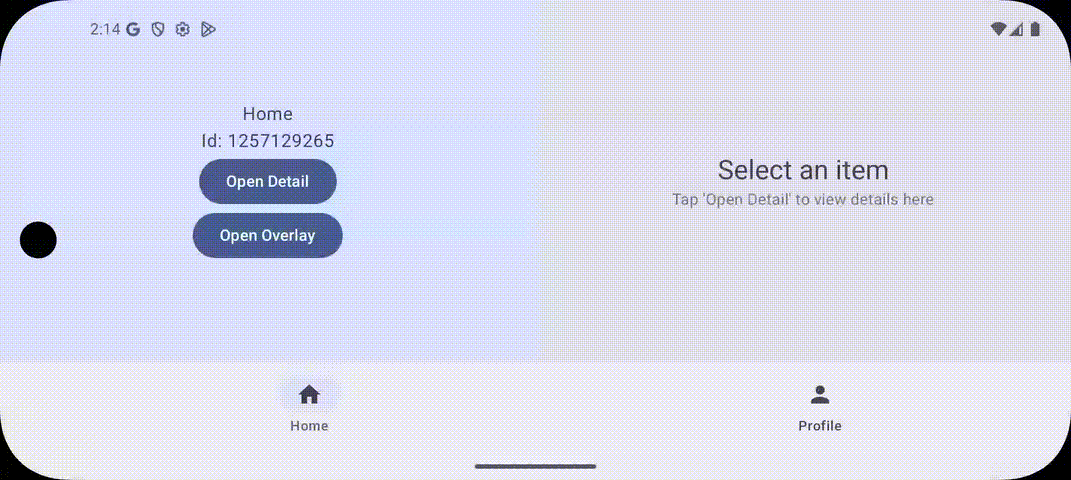 2:14
Home
Id: 1257129265
Open Detail
Open Overlay
Select an item
Tap 'Open Detail' to view details here
Home
Profile